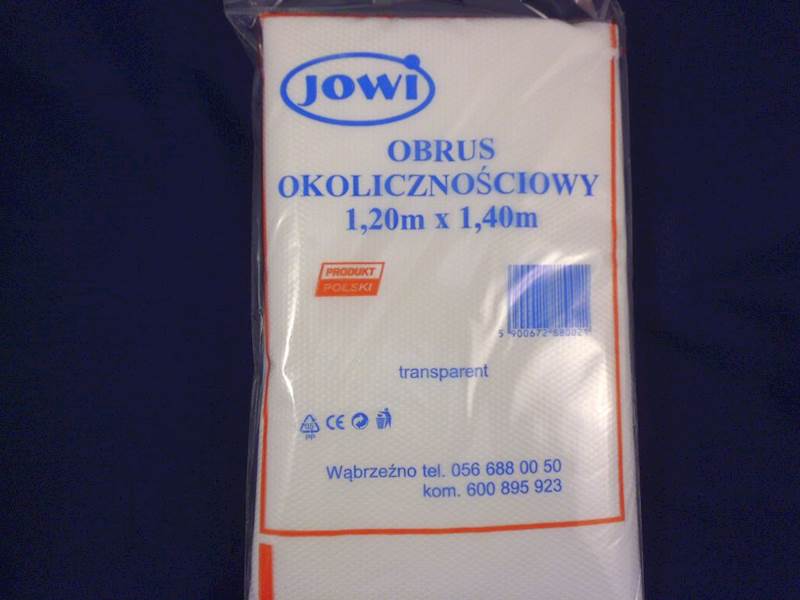 JOWi
OBRUS
OKOLICZNOŚCIOWY
1,20m x 1,40m
PRODUKT
POLSKI
transparent
PP
Wąbrzeźno tel. 056 688 00 50
kom. 600 895 923